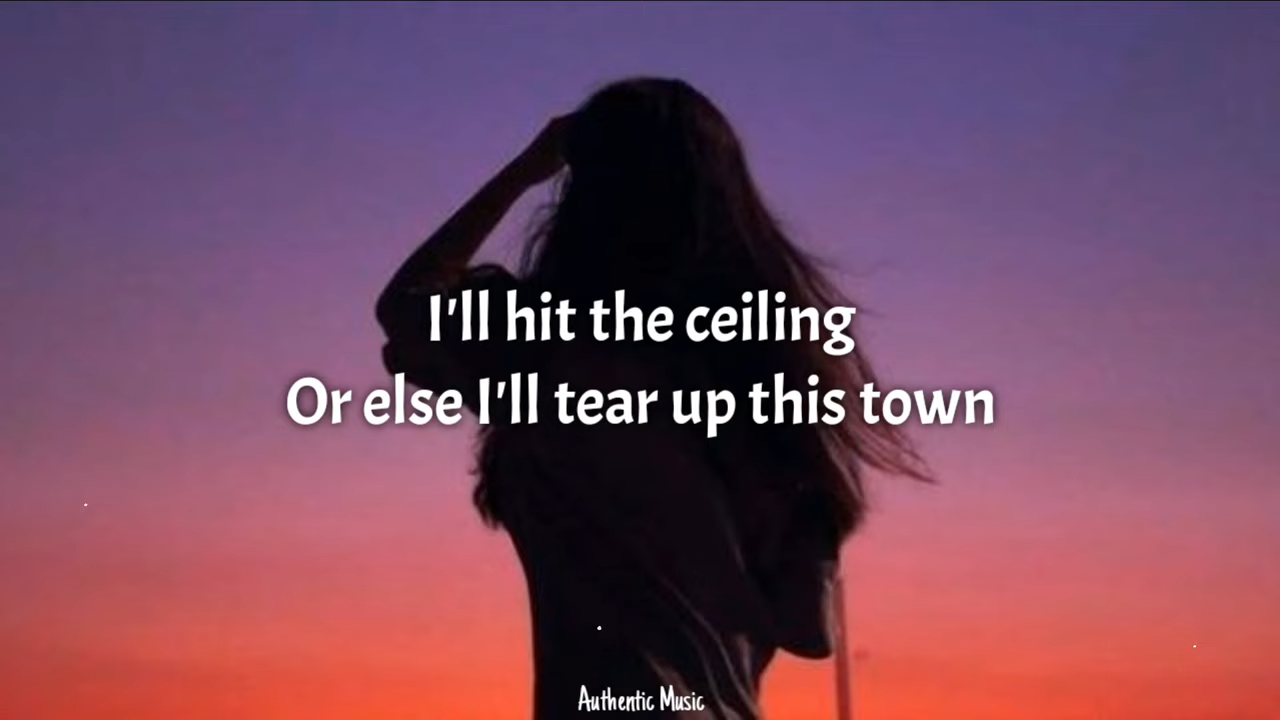 I'll hit the ceiling
Or else I'll tear up this town
Authentic Music